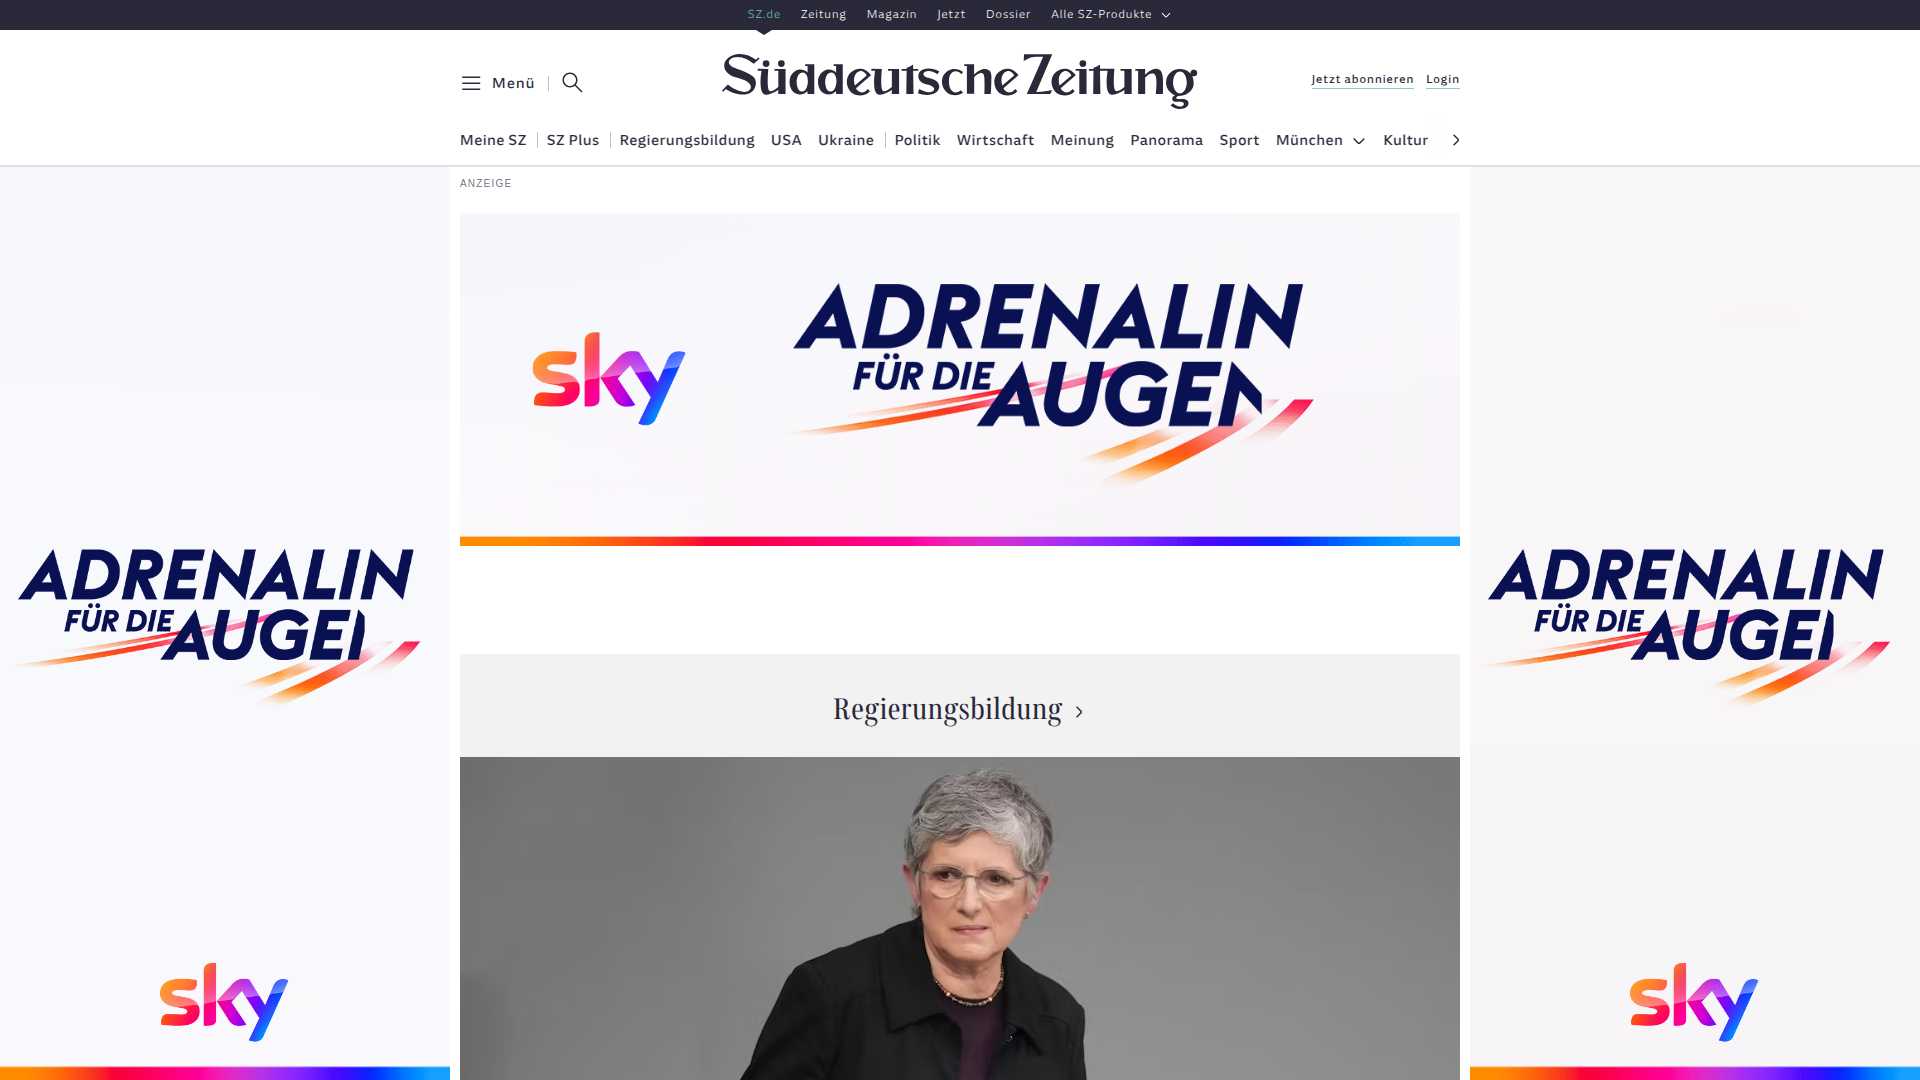 SZ.de Zeitung Magazin Jetzt Dossier Alle SZ-Produkte
Menü
Süddeutsche Zeitung
Jetzt abonnieren Login
Meine SZ SZ Plus Regierungsbildung USA Ukraine Politik Wirtschaft Meinung Panorama Sport München Kultur
ANZEIGE
sky
ADRENALIN
FÜR DIE AUGEN
ADRENALIN
FÜR DIE AUGEN
sky
ADRENALIN
FÜR DIE AUGEN
sky
Regierungsbildung